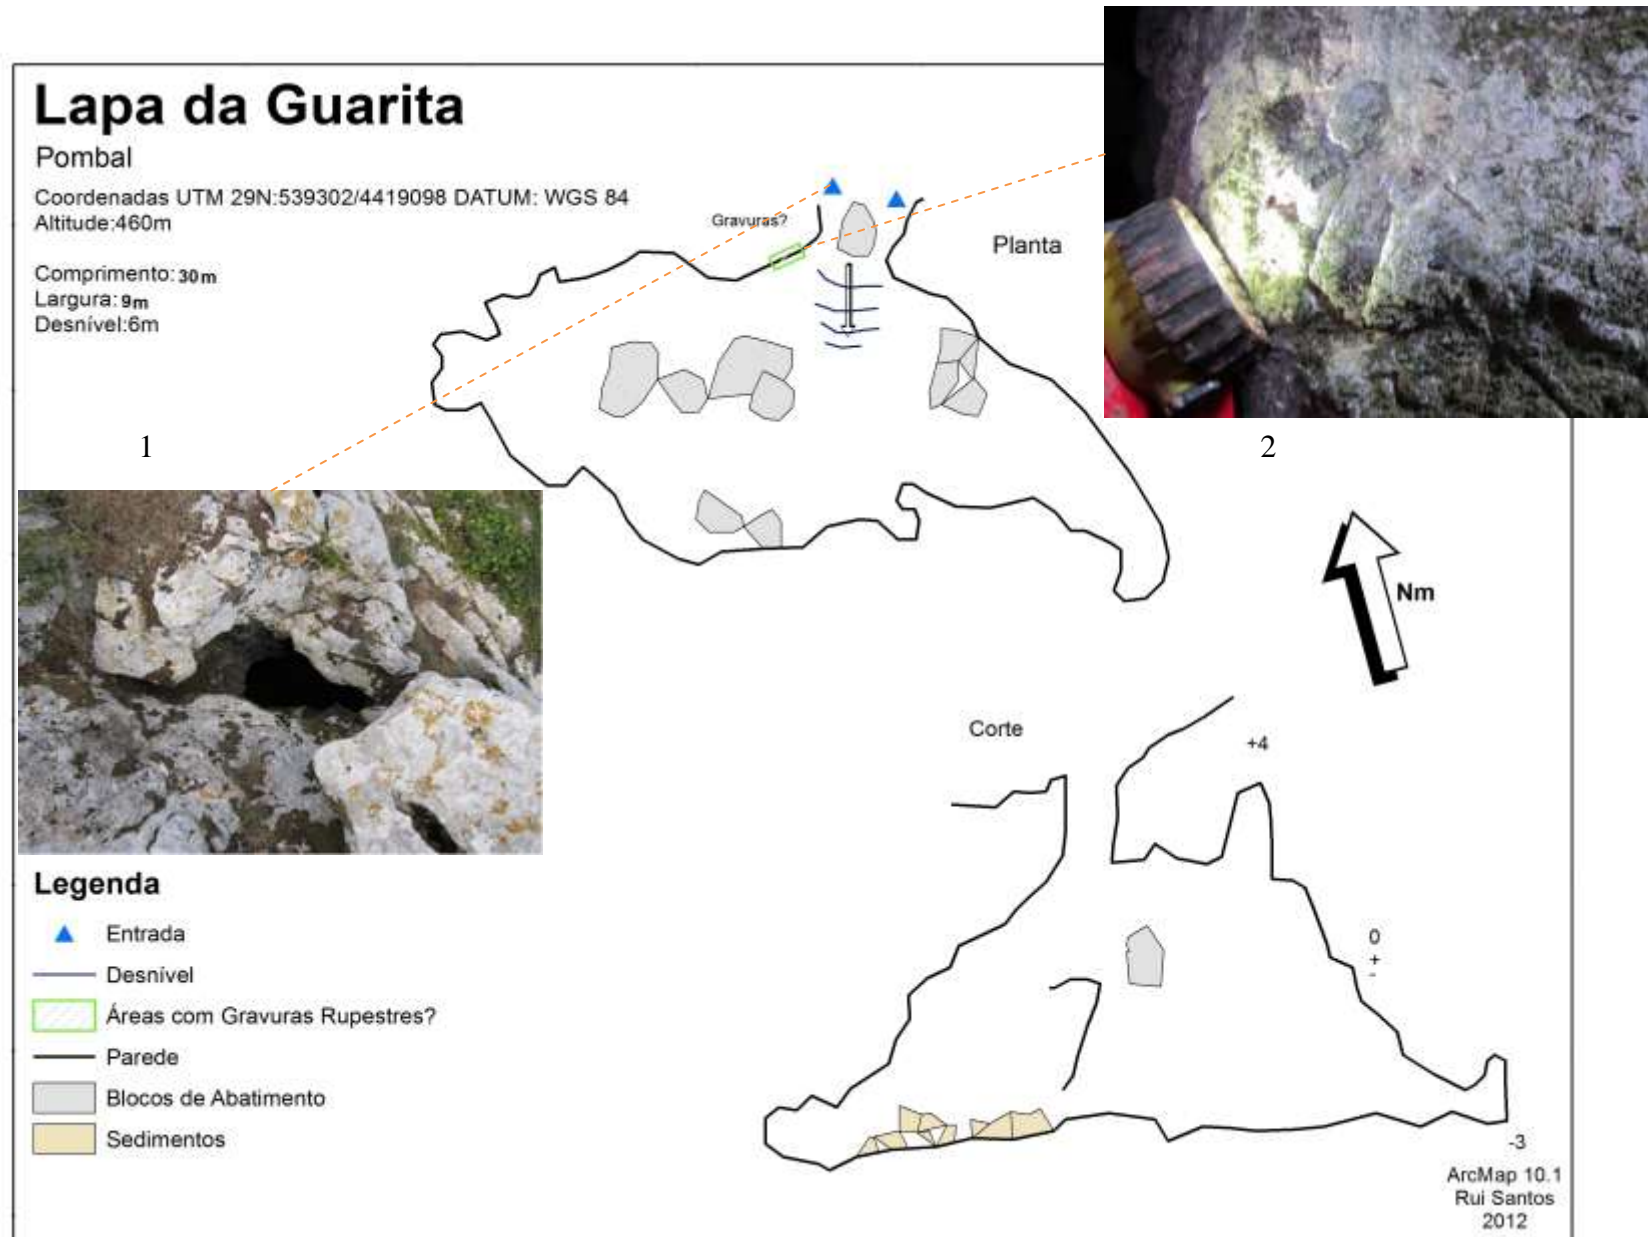 Lapa da Guarita
Pombal
Coordenadas UTM 29N:539302/4419098 DATUM: WGS 84
Altitude:460m
Comprimento: 30m
Largura: 9m
Desnível:6m
Gravuras?
Planta
1
2
Nm
Corte
+4
0
+
-
-3
Legenda
Entrada
Desnível
Áreas com Gravuras Rupestres?
Parede
Blocos de Abatimento
Sedimentos
ArcMap 10.1
Rui Santos
2012